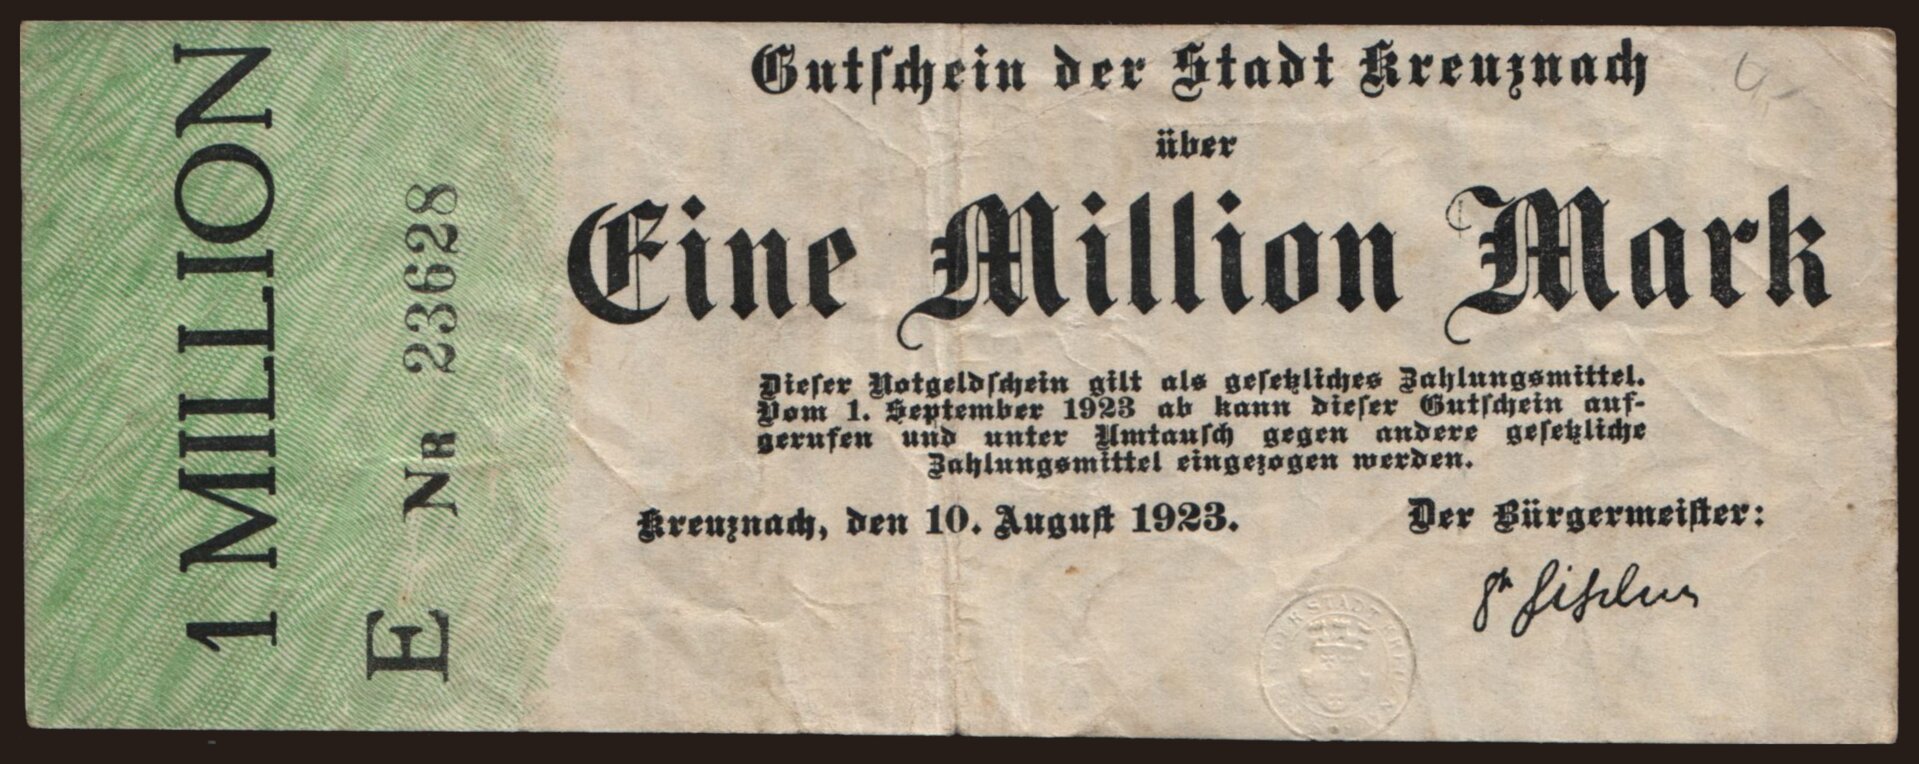 1 MILLION
E NR 23628
Gutschein der Stadt Kreuznach
über
Eine Million Mark
Dieser Notgeldschein gilt als gesetzliches Zahlungsmittel.
Vom 1. September 1923 ab kann dieser Gutschein auf-
gerufen und unter Umtausch gegen andere gesetzliche
Zahlungsmittel eingezogen werden.
Kreuznach, den 10. August 1923.
Der Bürgermeister:
Fischer
STADT